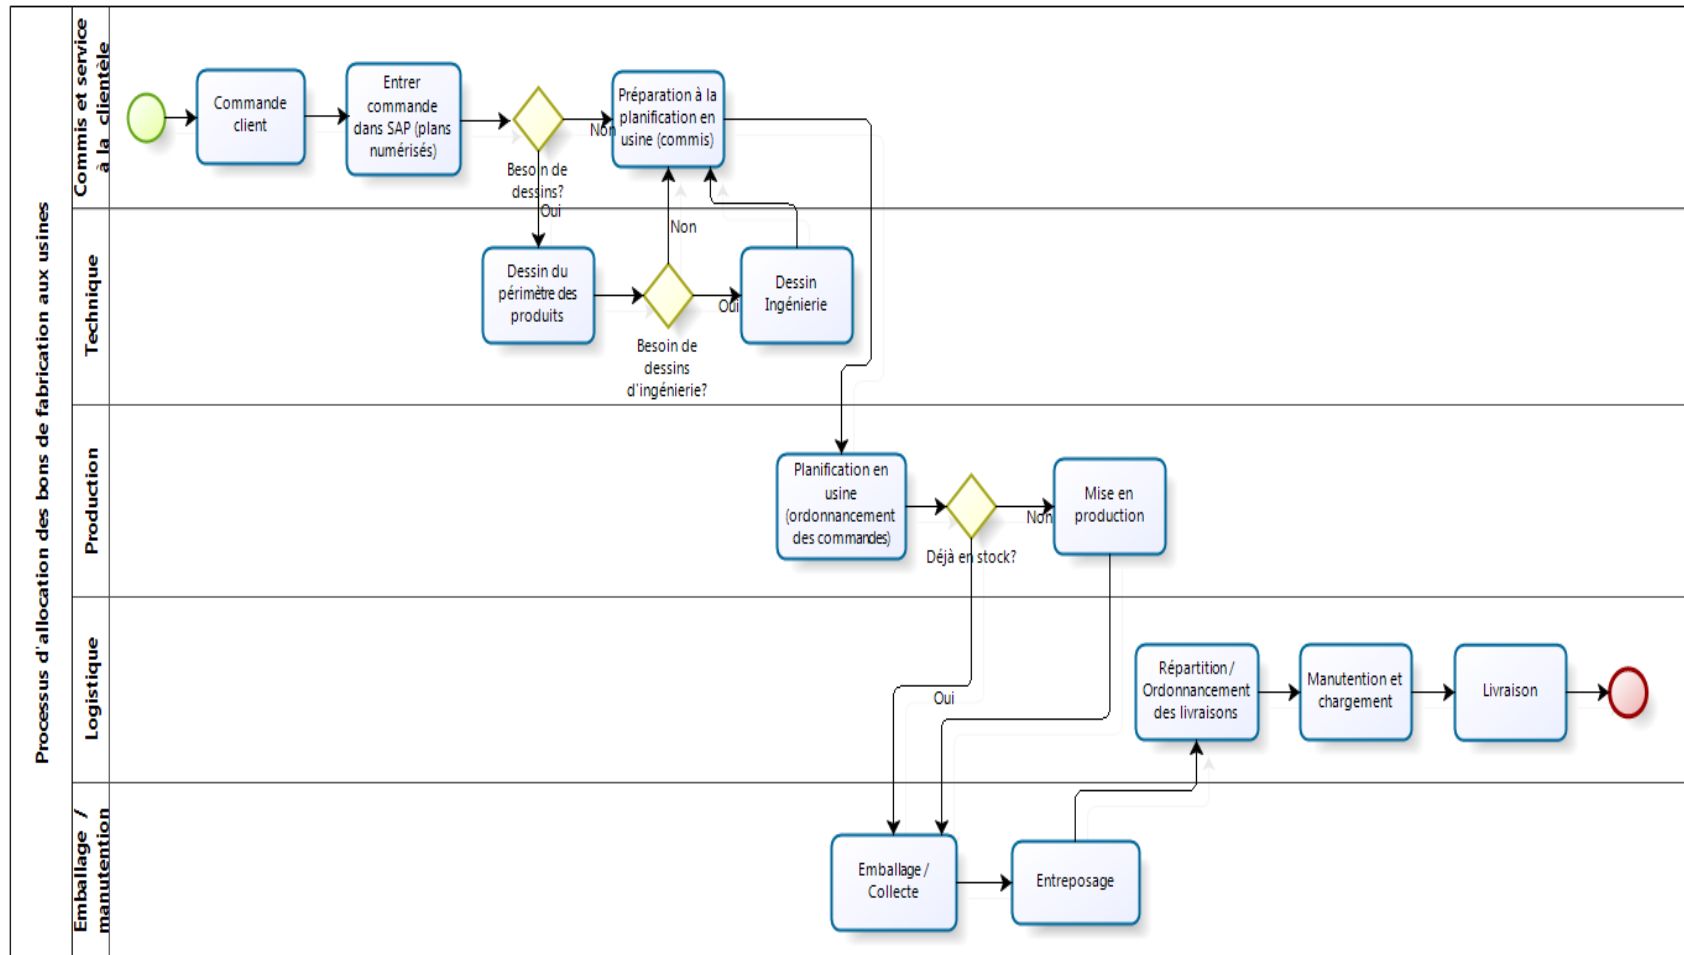 Processus d'allocation des bons de fabrication aux usines
Commis et service
à la clientèle
Commande
client
Entrer
commande
dans SAP (plans
numérisés)
Besoin de
dessins?
Non
Oui
Préparation à la
planification en
usine (commis)
Technique
Dessin du
périmètre des
produits
Non
Oui
Besoin de
dessins
d'ingénierie?
Dessin
Ingénierie
Production
Planification en
usine
(ordonnancement
des commandes)
Déjà en stock?
Non
Mise en
production
Logistique
Oui
Répartition /
Ordonnancement
des livraisons
Manutention et
chargement
Livraison
Emballage /
manutention
Emballage /
Collecte
Entreposage